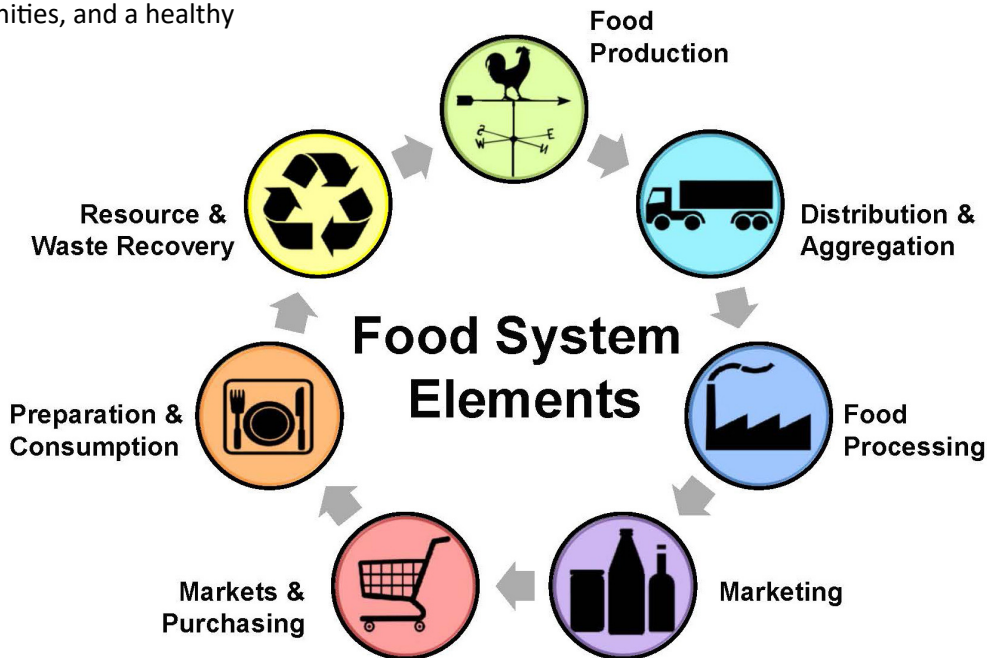 nities, and a healthy
Food
Production
Distribution &
Aggregation
Food
Processing
Marketing
Markets &
Purchasing
Preparation &
Consumption
Resource &
Waste Recovery
Food System
Elements
S
E
W
N